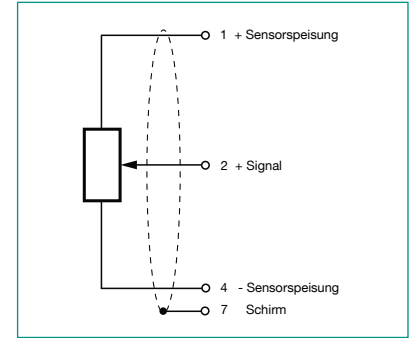 1 + Sensorspeisung
2 + Signal
4 - Sensorspeisung
7 Schirm